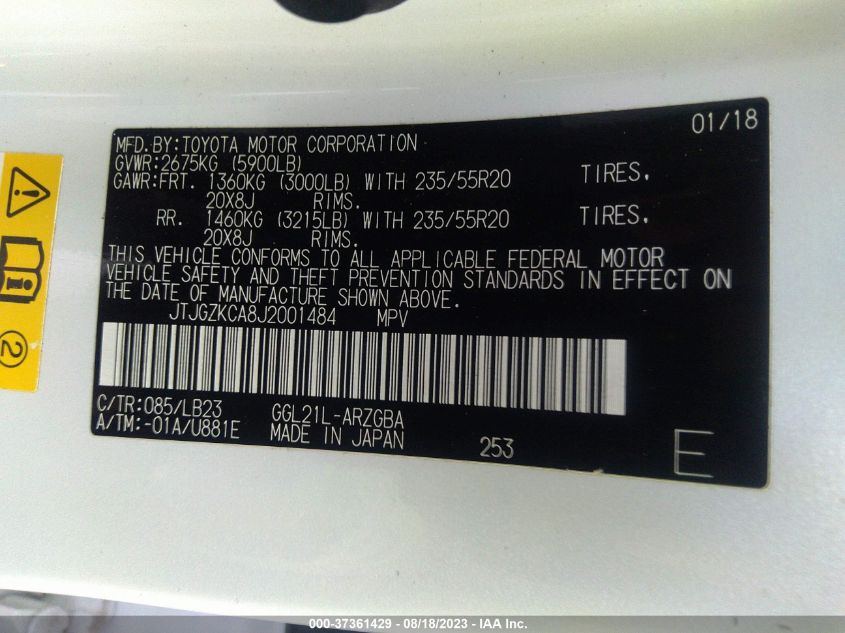 01/18
MFD.BY:TOYOTA MOTOR CORPORATION
GVWR:2675KG (5900LB)
GAWR:FRT. 1360KG (3000LB) WITH 235/55R20 TIRES.
20X8J RIMS.
RR. 1460KG (3215LB) WITH 235/55R20 TIRES.
20X8J RIMS.
THIS VEHICLE CONFORMS TO ALL APPLICABLE FEDERAL MOTOR
VEHICLE SAFETY AND THEFT PREVENTION STANDARDS IN EFFECT ON
THE DATE OF MANUFACTURE SHOWN ABOVE.
JTJGZKCA8J2001484 MPV
C/TR:085/LB23 GGL21L-ARZGBA
A/TM:-01A/U881E MADE IN JAPAN 253 E
2
000-37361429 - 08/18/2023 - IAA Inc.